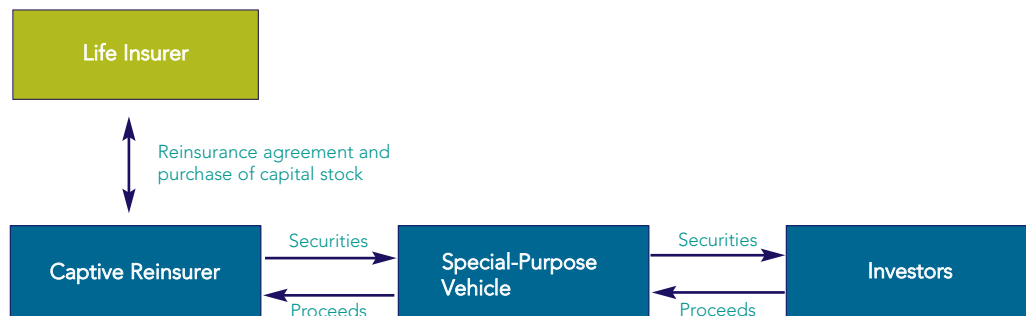 Life Insurer
Reinsurance agreement and
purchase of capital stock
Securities
Securities
Captive Reinsurer
Special-Purpose
Vehicle
Investors
Proceeds
Proceeds